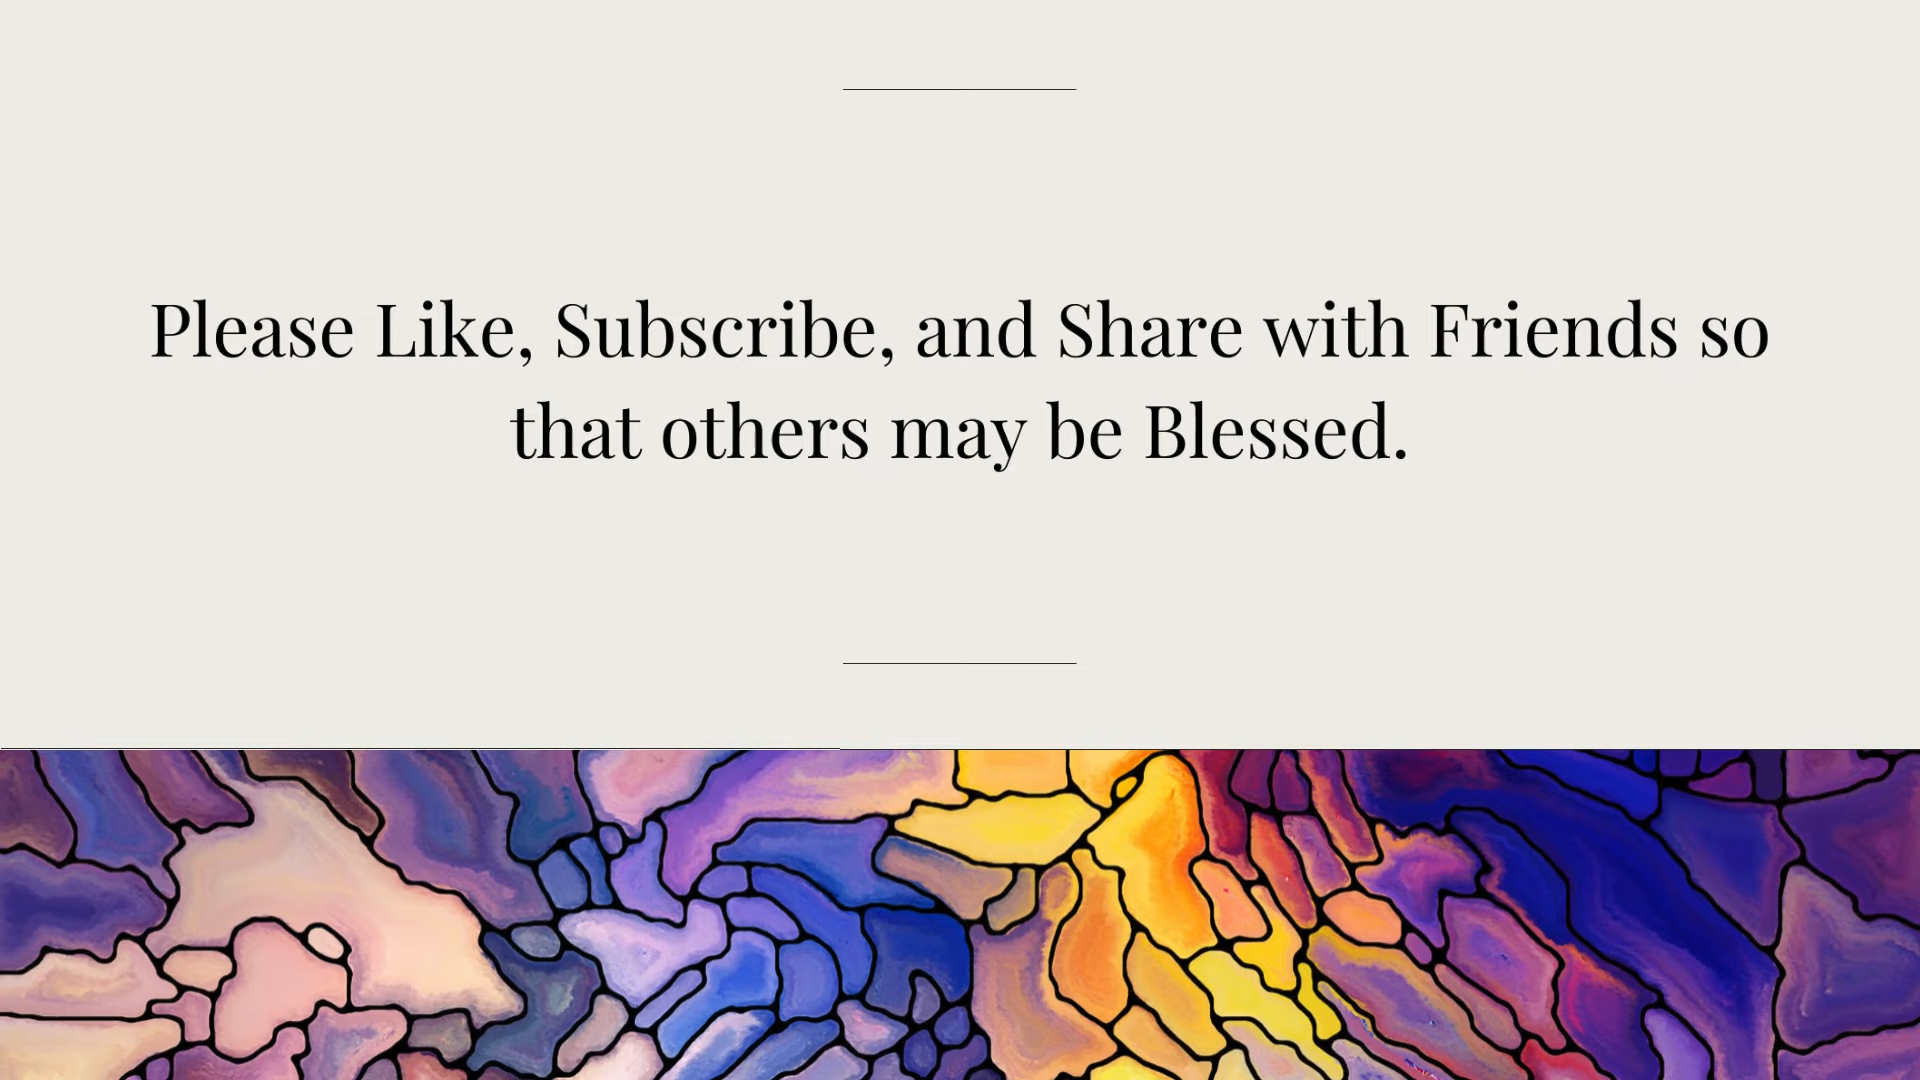 Please Like, Subscribe, and Share with Friends so
that others may be Blessed.